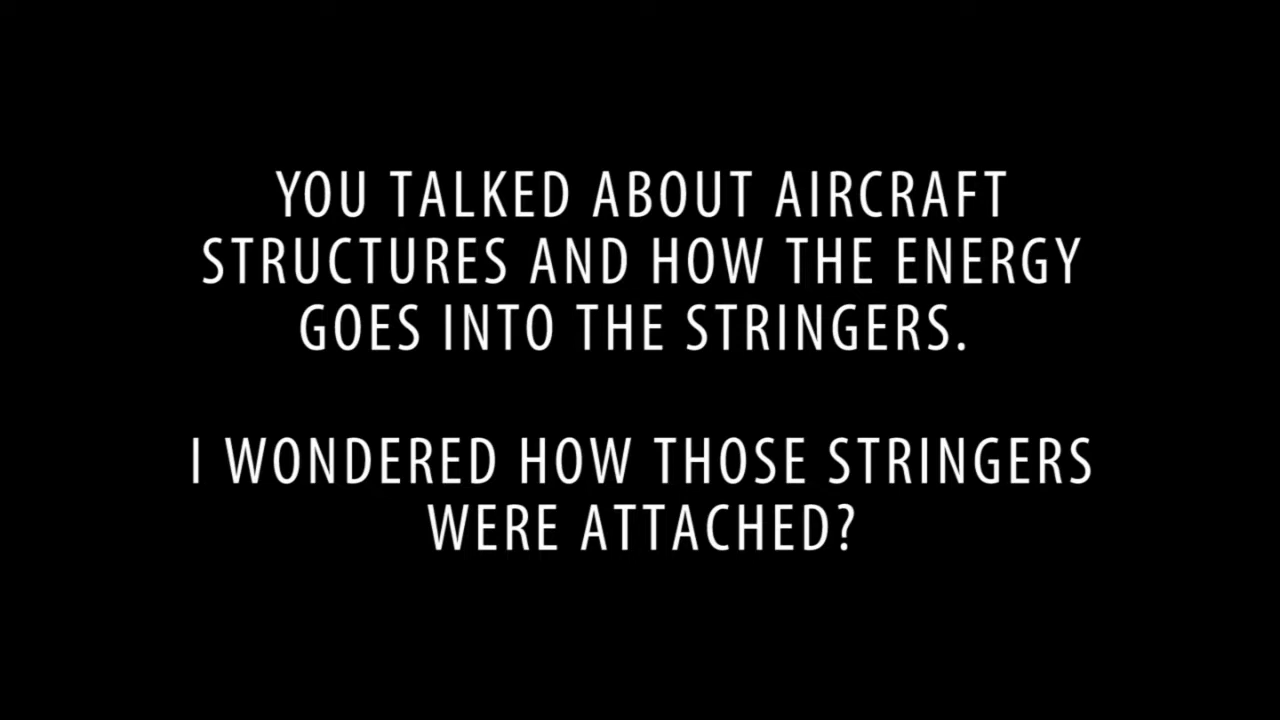 YOU TALKED ABOUT AIRCRAFT
STRUCTURES AND HOW THE ENERGY
GOES INTO THE STRINGERS.
I WONDERED HOW THOSE STRINGERS
WERE ATTACHED?